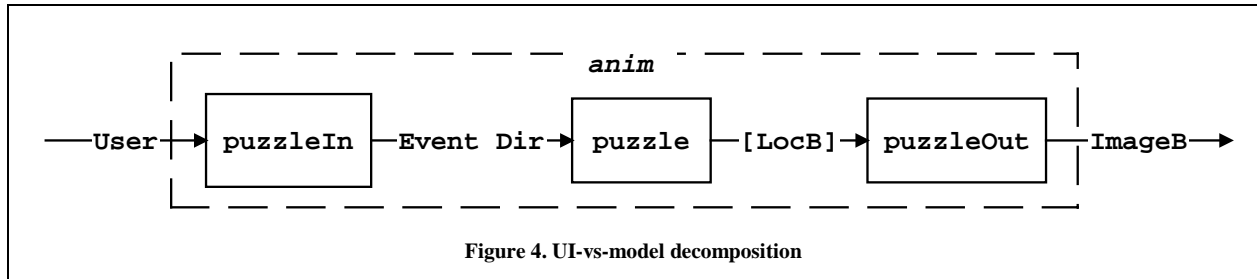 anim
User puzzleIn Event Dir puzzle [LocB] puzzleOut ImageB
Figure 4. UI-vs-model decomposition